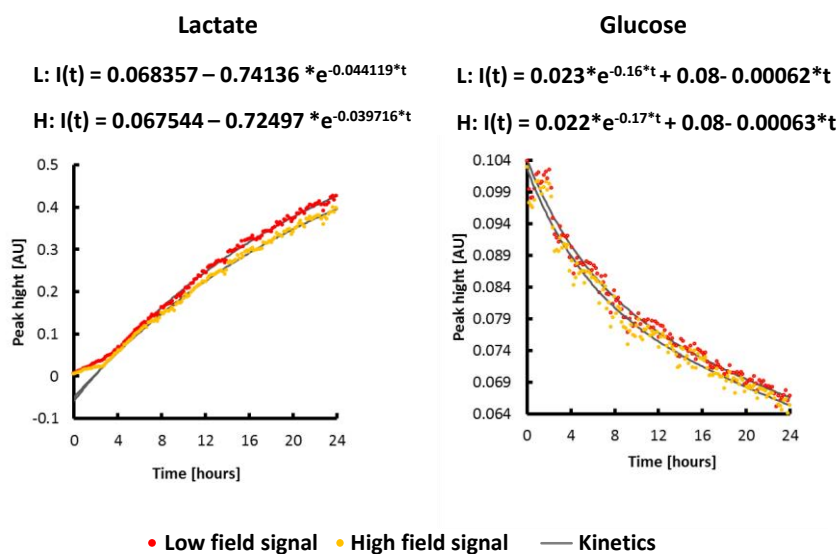 Lactate
L: I(t) = 0.068357 – 0.74136 *e-0.044119*t
H: I(t) = 0.067544 – 0.72497 *e-0.039716*t
Peak hight [AU]
0.5
0.4
0.3
0.2
0.1
0
-0.1
0 4 8 12 16 20 24
Time [hours]
Glucose
L: I(t) = 0.023*e-0.16*t + 0.08- 0.00062*t
H: I(t) = 0.022*e-0.17*t + 0.08- 0.00063*t
Peak hight [AU]
0.104
0.099
0.094
0.089
0.084
0.079
0.074
0.069
0.064
0 4 8 12 16 20 24
Time [hours]
Low field signal High field signal Kinetics